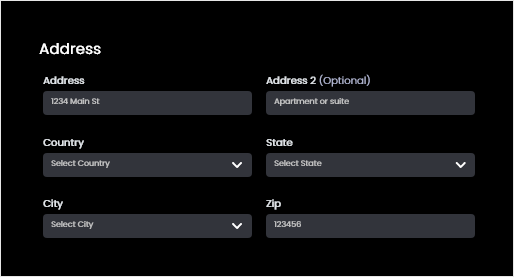 Address
Address Address 2 (Optional)
1234 Main St Apartment or suite
Country State
Select Country Select State
City Zip
Select City 123456